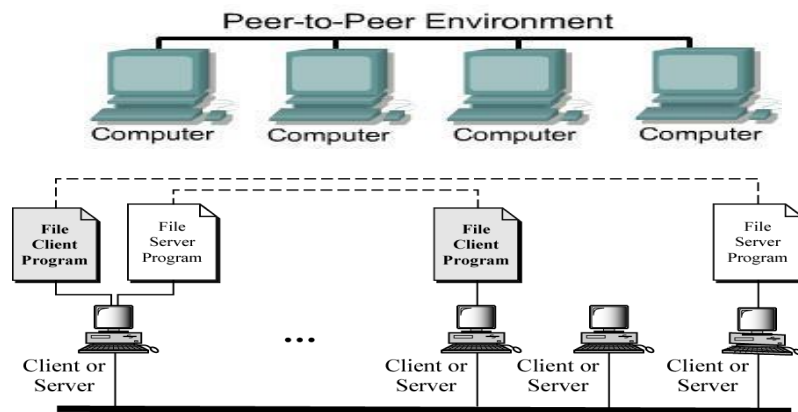 Peer-to-Peer Environment
Computer Computer Computer Computer
File
Client
Program
File
Server
Program
File
Client
Program
File
Server
Program
...
Client or
Server
Client or
Server
Client or
Server
Client or
Server